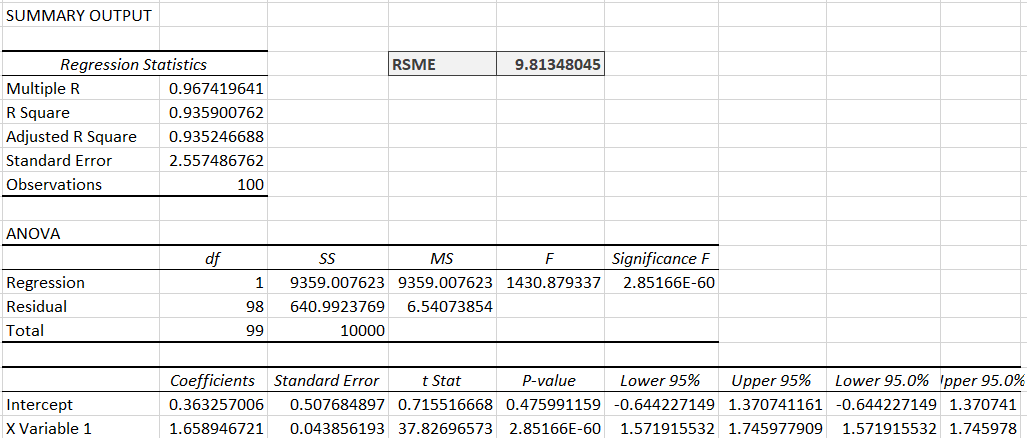 SUMMARY OUTPUT
Regression Statistics RSME 9.81348045
Multiple R 0.967419641
R Square 0.935900762
Adjusted R Square 0.935246688
Standard Error 2.557486762
Observations 100
ANOVA
df SS MS F Significance F
Regression 1 9359.007623 9359.007623 1430.879337 2.85166E-60
Residual 98 640.9923769 6.54073854
Total 99 10000
Coefficients Standard Error t Stat P-value Lower 95% Upper 95% Lower 95.0% Upper 95.0%
Intercept 0.363257006 0.507684897 0.715516668 0.475991159 -0.644227149 1.370741161 -0.644227149 1.370741
X Variable 1 1.658946721 0.043856193 37.82696573 2.85166E-60 1.571915532 1.745977909 1.571915532 1.745978